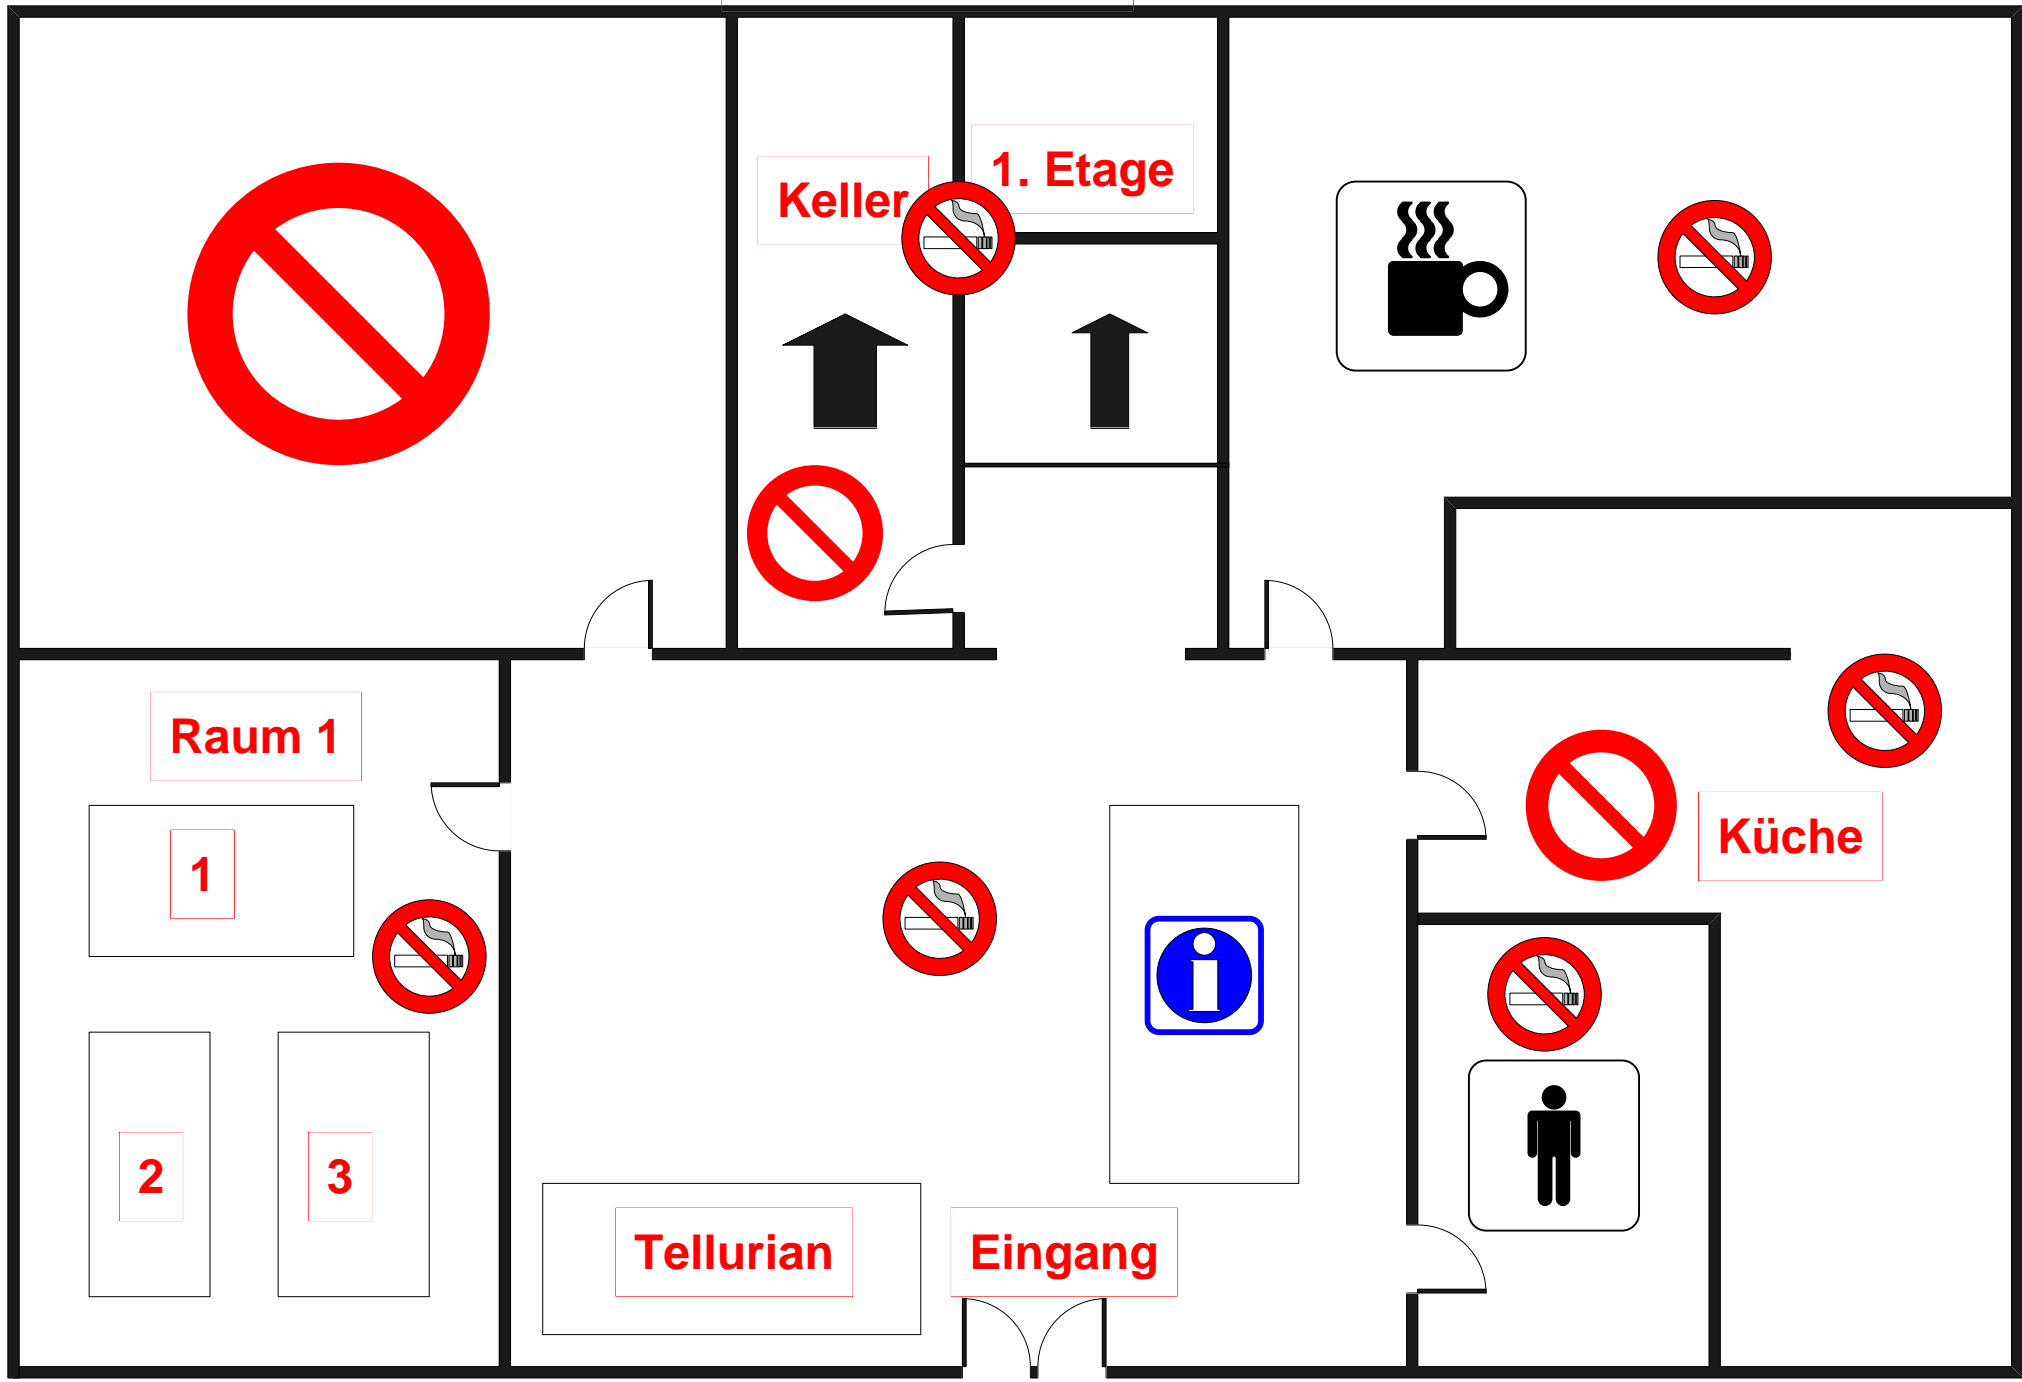 1. Etage
Keller
Raum 1
Küche
1
2
3
Tellurian
Eingang